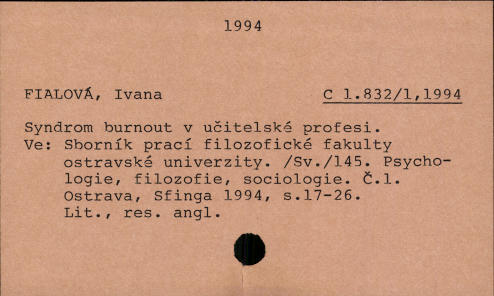 1994
FIALOVÁ, Ivana C 1.832/1,1994
Syndrom burnout v učitelské profesi.
Ve: Sborník prací filozofické fakulty
ostravské univerzity. /Sv./145. Psycho-
logie, filozofie, sociologie. Č.1.
Ostrava, Sfinga 1994, s.17-26.
Lit., res. angl.